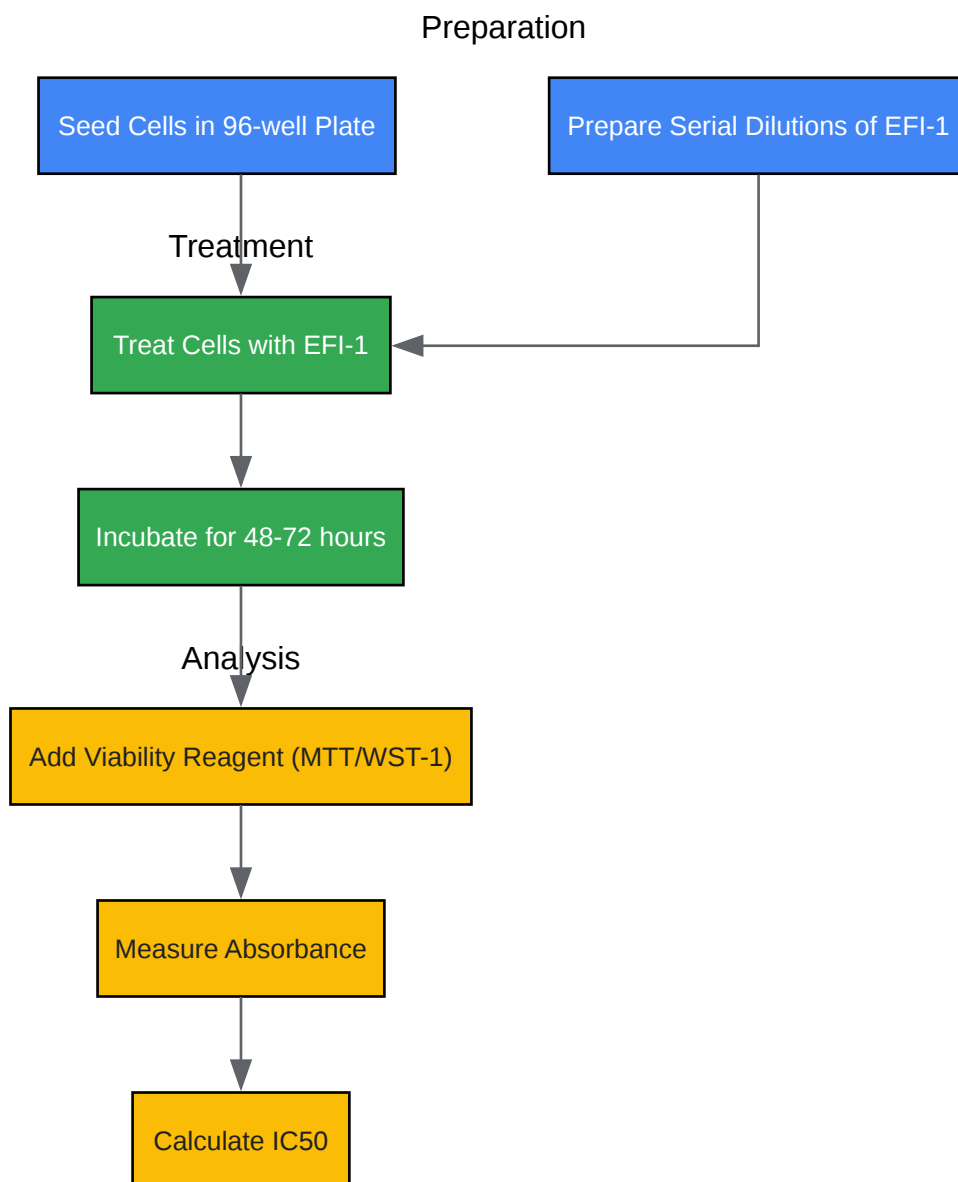 Preparation
Seed Cells in 96-well Plate
Prepare Serial Dilutions of EFI-1
Treatment
Treat Cells with EFI-1
Incubate for 48-72 hours
Analysis
Add Viability Reagent (MTT/WST-1)
Measure Absorbance
Calculate IC50